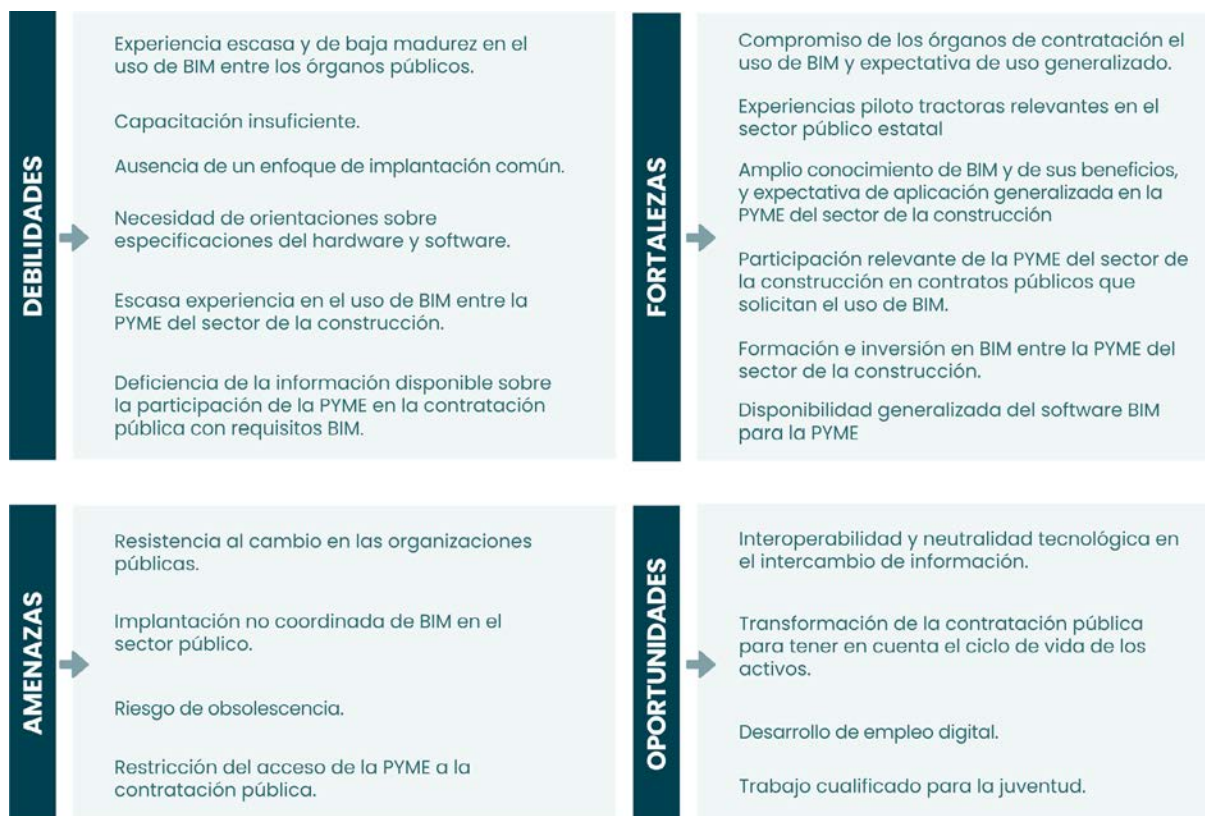 DEBILIDADES
Experiencia escasa y de baja madurez en el
uso de BIM entre los órganos públicos.
Capacitación insuficiente.
Ausencia de un enfoque de implantación común.
Necesidad de orientaciones sobre
especificaciones del hardware y software.
Escasa experiencia en el uso de BIM entre la
PYME del sector de la construcción.
Deficiencia de la información disponible sobre
la participación de la PYME en la contratación
pública con requisitos BIM.
FORTALEZAS
Compromiso de los órganos de contratación el
uso de BIM y expectativa de uso generalizado.
Experiencias piloto tractoras relevantes en el
sector público estatal
Amplio conocimiento de BIM y de sus beneficios,
y expectativa de aplicación generalizada en la
PYME del sector de la construcción
Participación relevante de la PYME del sector de
la construcción en contratos públicos que
solicitan el uso de BIM.
Formación e inversión en BIM entre la PYME del
sector de la construcción.
Disponibilidad generalizada del software BIM
para la PYME
AMENAZAS
Resistencia al cambio en las organizaciones
públicas.
Implantación no coordinada de BIM en el
sector público.
Riesgo de obsolescencia.
Restricción del acceso de la PYME a la
contratación pública.
OPORTUNIDADES
Interoperabilidad y neutralidad tecnológica en
el intercambio de información.
Transformación de la contratación pública
para tener en cuenta el ciclo de vida de los
activos.
Desarrollo de empleo digital.
Trabajo cualificado para la juventud.